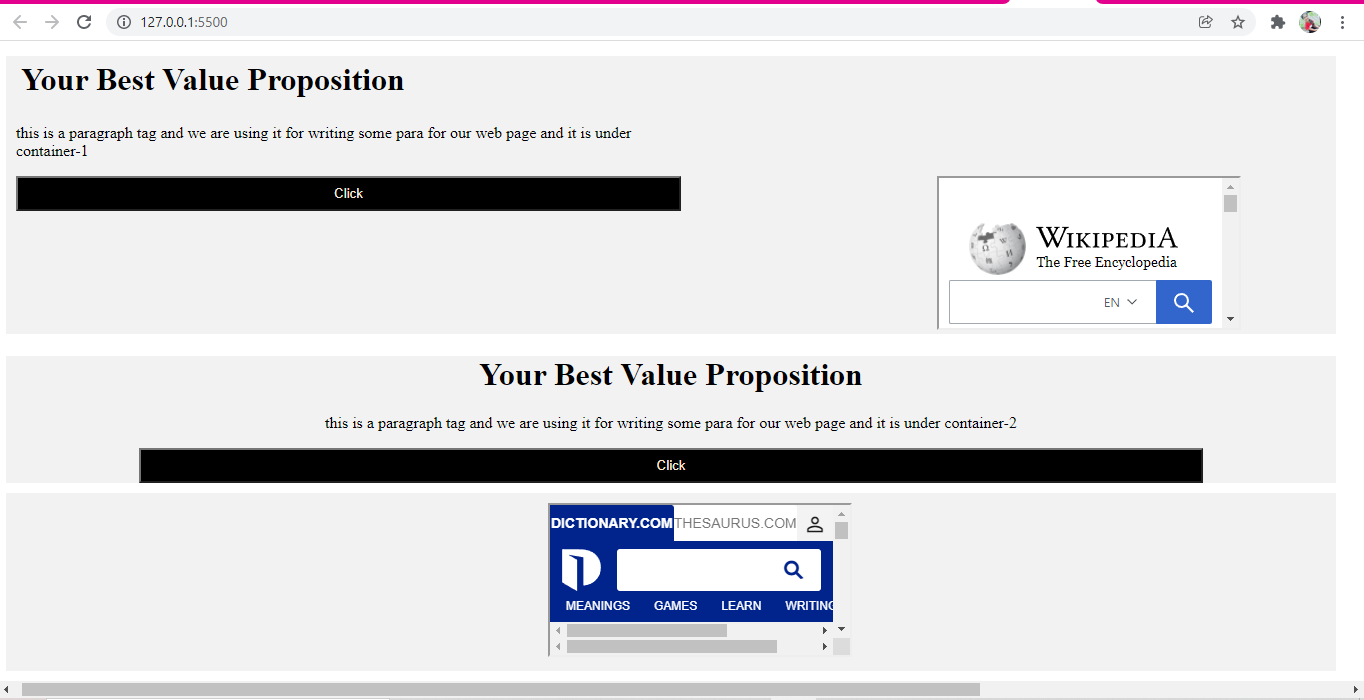 127.0.0.1:5500
Your Best Value Proposition
this is a paragraph tag and we are using it for writing some para for our web page and it is under
container-1
Click
WIKIPEDIA
The Free Encyclopedia
EN
Your Best Value Proposition
this is a paragraph tag and we are using it for writing some para for our web page and it is under container-2
Click
DICTIONARY.COM THESAURUS.COM
MEANINGS GAMES LEARN WRITING